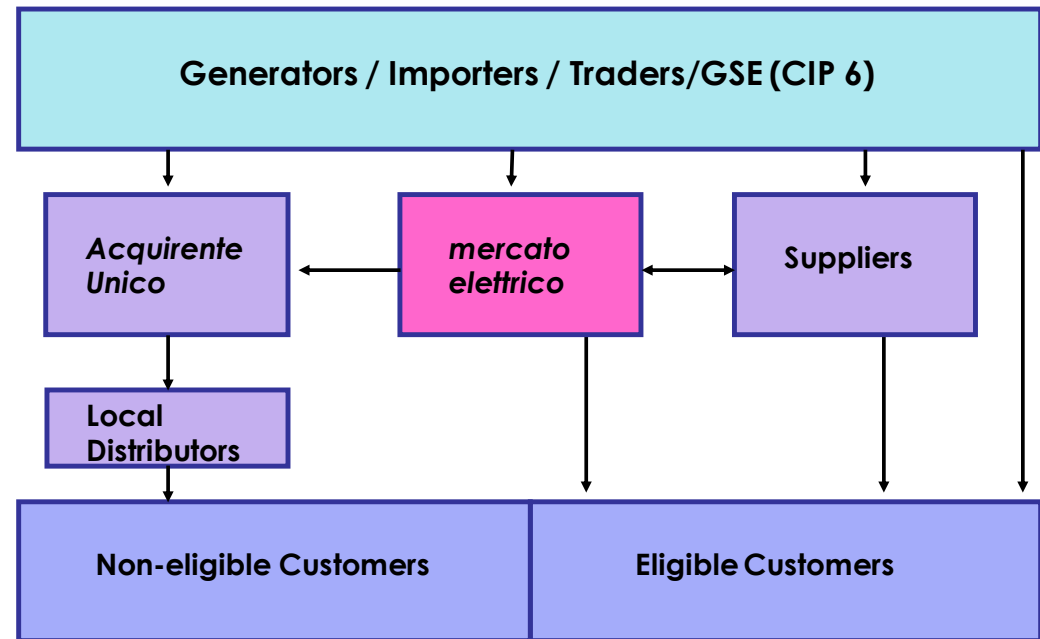 Generators / Importers / Traders/GSE (CIP 6)
Acquirente
Unico
mercato
elettrico
Suppliers
Local
Distributors
Non-eligible Customers
Eligible Customers